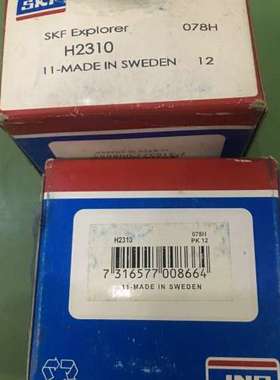 SKF
SKF Explorer 078H
H2310
11-MADE IN SWEDEN 12
H2310 078H
PK 12
7 316577 008664
11-MADE IN SWEDEN